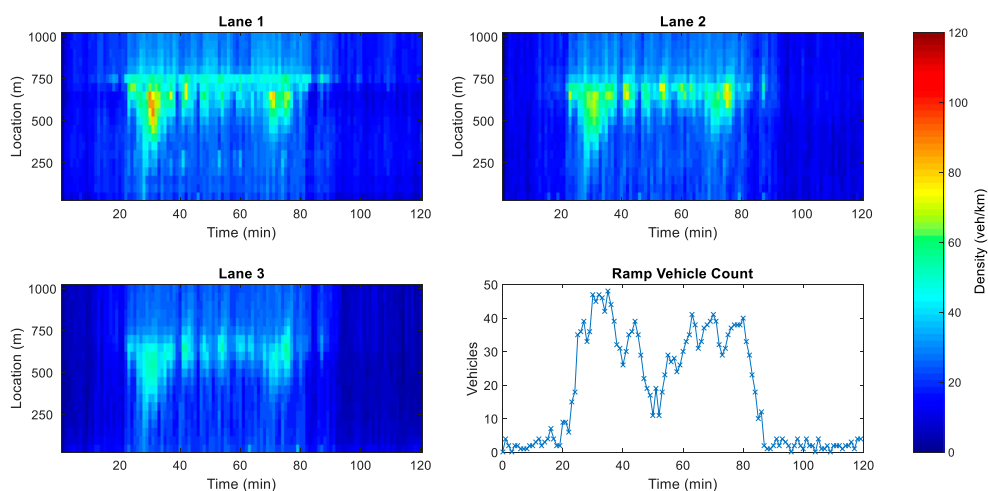 Lane 1
Location (m)
1000
750
500
250
20 40 60 80 100 120
Time (min)
Lane 2
Location (m)
1000
750
500
250
20 40 60 80 100 120
Time (min)
Lane 3
Location (m)
1000
750
500
250
20 40 60 80 100 120
Time (min)
Ramp Vehicle Count
Vehicles
50
40
30
20
10
0
0 20 40 60 80 100 120
Time (min)
120
100
80
60
40
20
0
Density (veh/km)